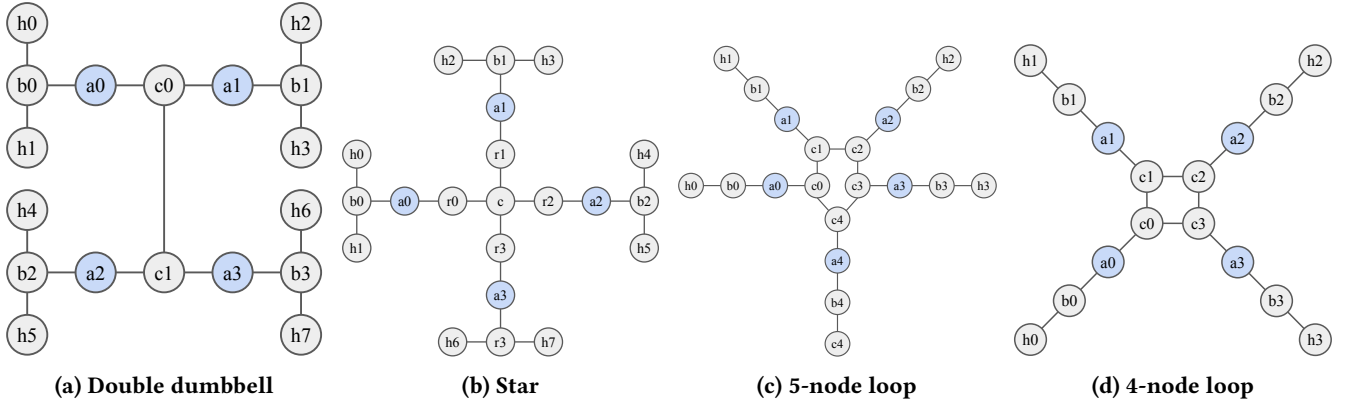 h0
h2
b0 a0 c0 a1 b1
h1
h3
h4
h6
b2 a2 c1 a3 b3
h5
h7
(a) Double dumbbell
h2 b1 h3
a1
h0
r1
h4
b0 a0 r0 c r2 a2 b2
h1
r3
h5
a3
h6 r3 h7
(b) Star
h1
h2
b1
b2
a1
a2
c1 c2
h0 b0 a0 c0 c3 a3 b3 h3
c4
a4
b4
c4
(c) 5-node loop
h1
h2
b1
b2
a1
a2
c1 c2
c0 c3
a0
a3
b0
b3
h0
h3
(d) 4-node loop